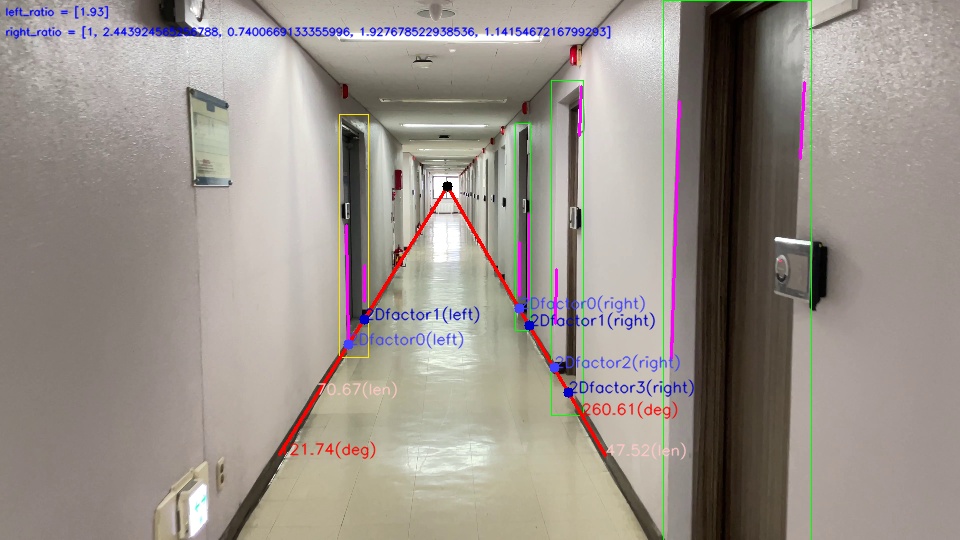 left_ratio = [1.93]
right_ratio = [1, 2.443924565256788, 0.7400669133355996, 1.927678522938536, 1.1415467216799293]
2Dfactor0(right)
2Dfactor1(left)
2Dfactor1(right)
2Dfactor0(left)
2Dfactor2(right)
70.67(len)
2Dfactor3(right)
260.61(deg)
21.74(deg)
47.52(len)